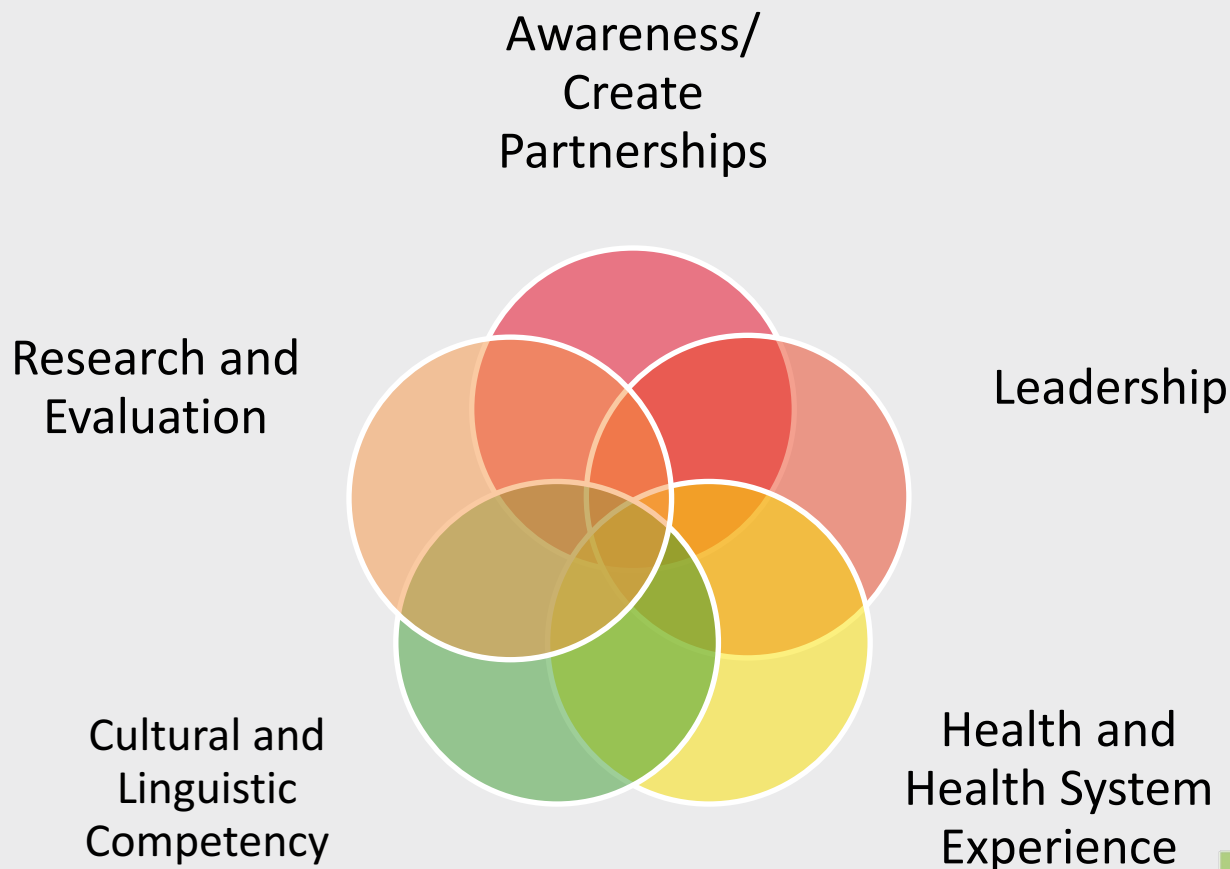 Awareness/
Create
Partnerships
Research and
Evaluation
Leadership
Cultural and
Linguistic
Competency
Health and
Health System
Experience